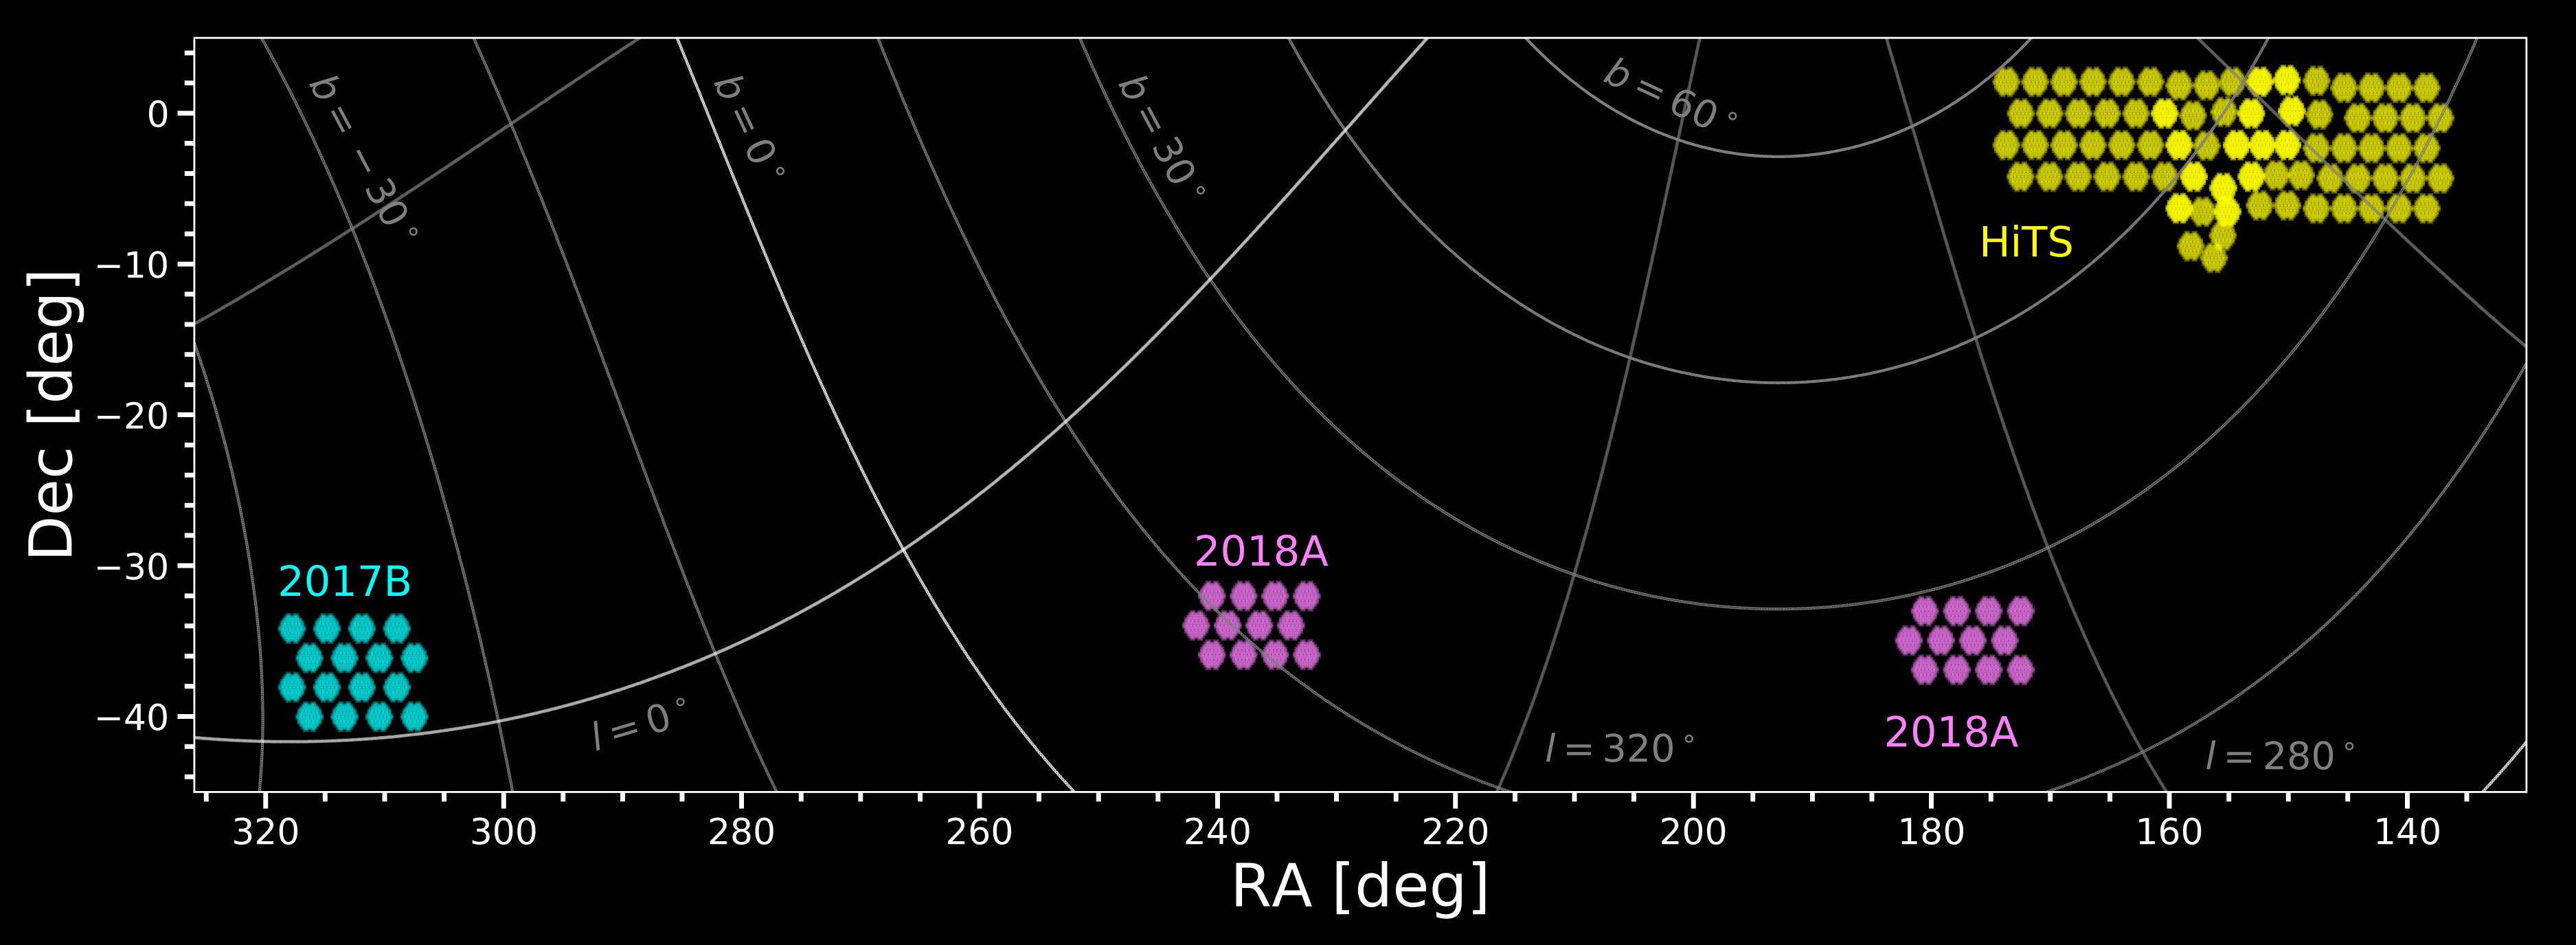 b = −30°
b = 0°
b = 30°
b = 60°
HiTS
2017B
2018A
2018A
l = 0°
l = 320°
l = 280°
Dec [deg]
0
−10
−20
−30
−40
320
300
280
260
240
220
200
180
160
140
RA [deg]